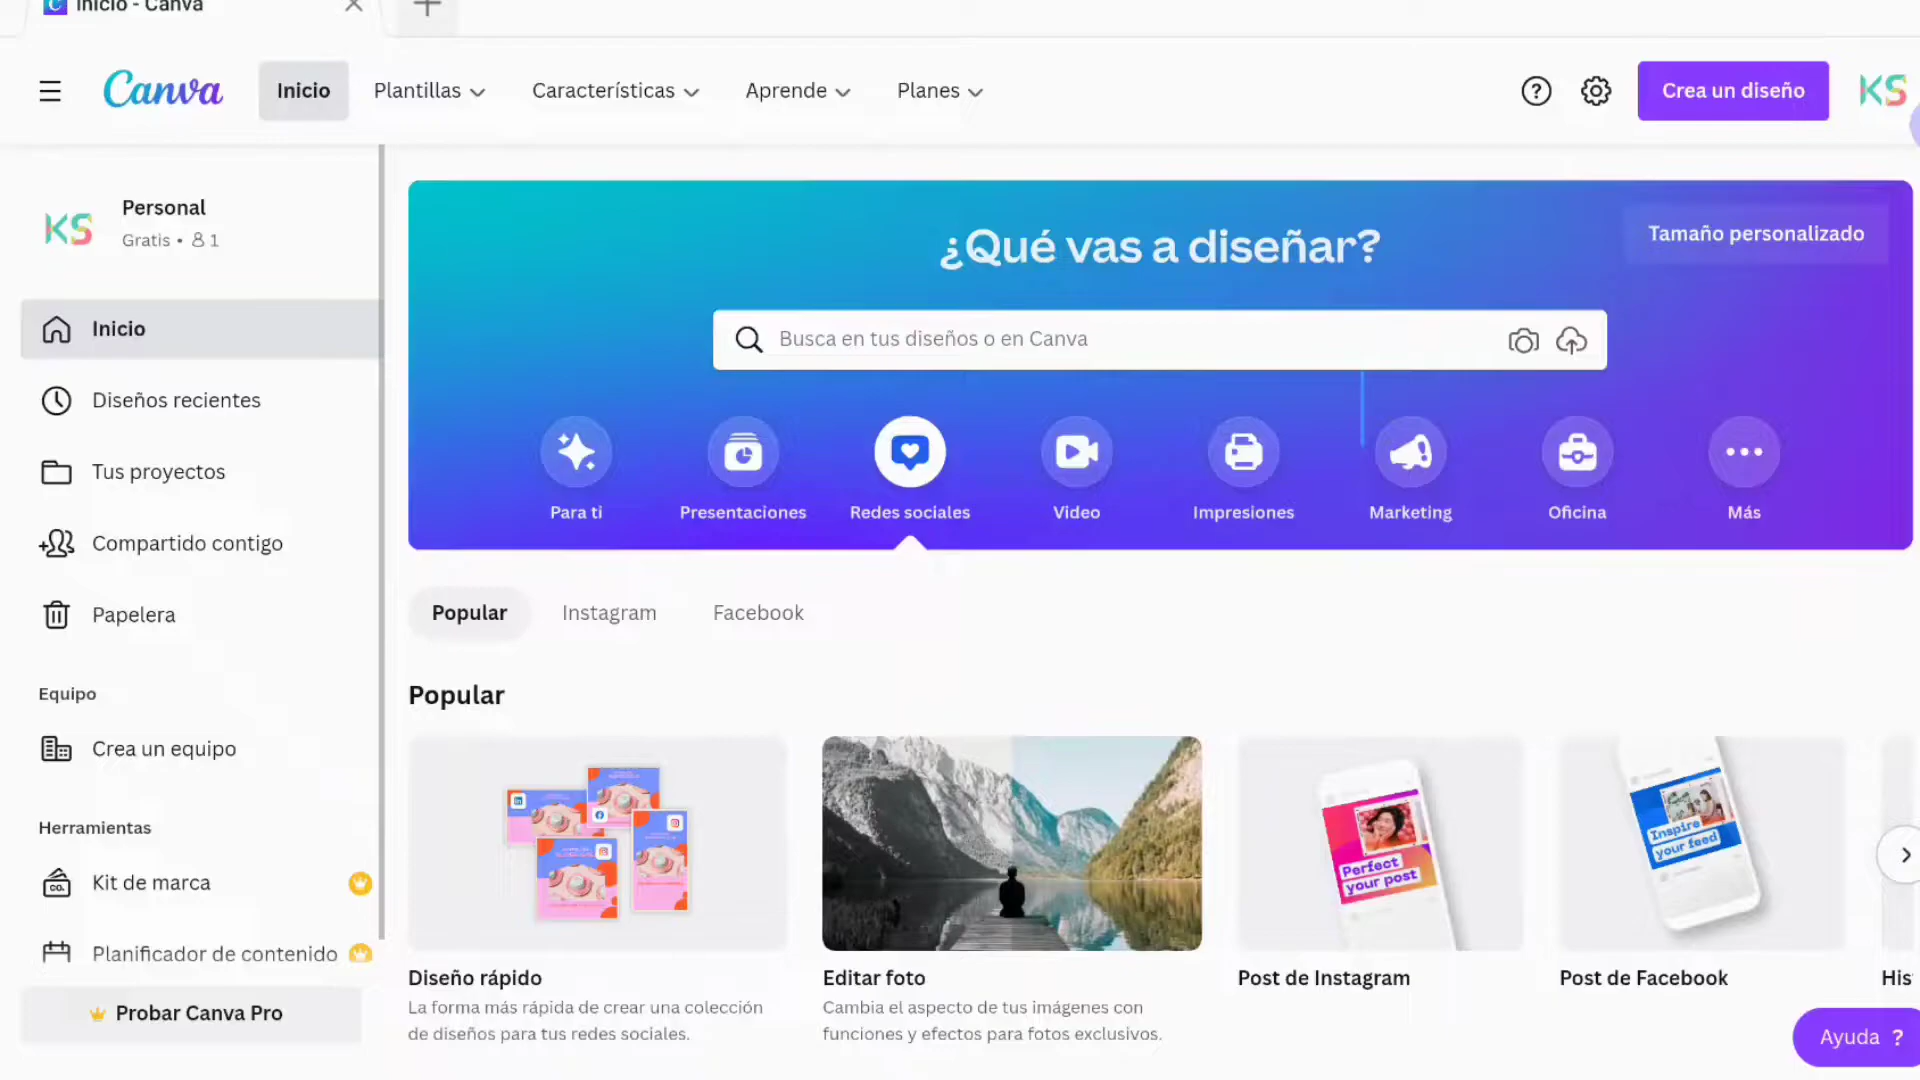 Inicio - Canva
Canva
Inicio
Plantillas
Características
Aprende
Planes
?
Crea un diseño
KS
KS
Personal
Gratis • 1
Inicio
Diseños recientes
Tus proyectos
Compartido contigo
Papelera
Equipo
Crea un equipo
Herramientas
CO.
Kit de marca
Planificador de contenido
Probar Canva Pro
¿Qué vas a diseñar?
Tamaño personalizado
Busca en tus diseños o en Canva
Para ti
Presentaciones
Redes sociales
Video
Impresiones
Marketing
Oficina
Más
Popular
Instagram
Facebook
Popular
Perfect
your post
Inspire
your feed
Diseño rápido
La forma más rápida de crear una colección
de diseños para tus redes sociales.
Editar foto
Cambia el aspecto de tus imágenes con
funciones y efectos para fotos exclusivos.
Post de Instagram
Post de Facebook
His
Ayuda ?